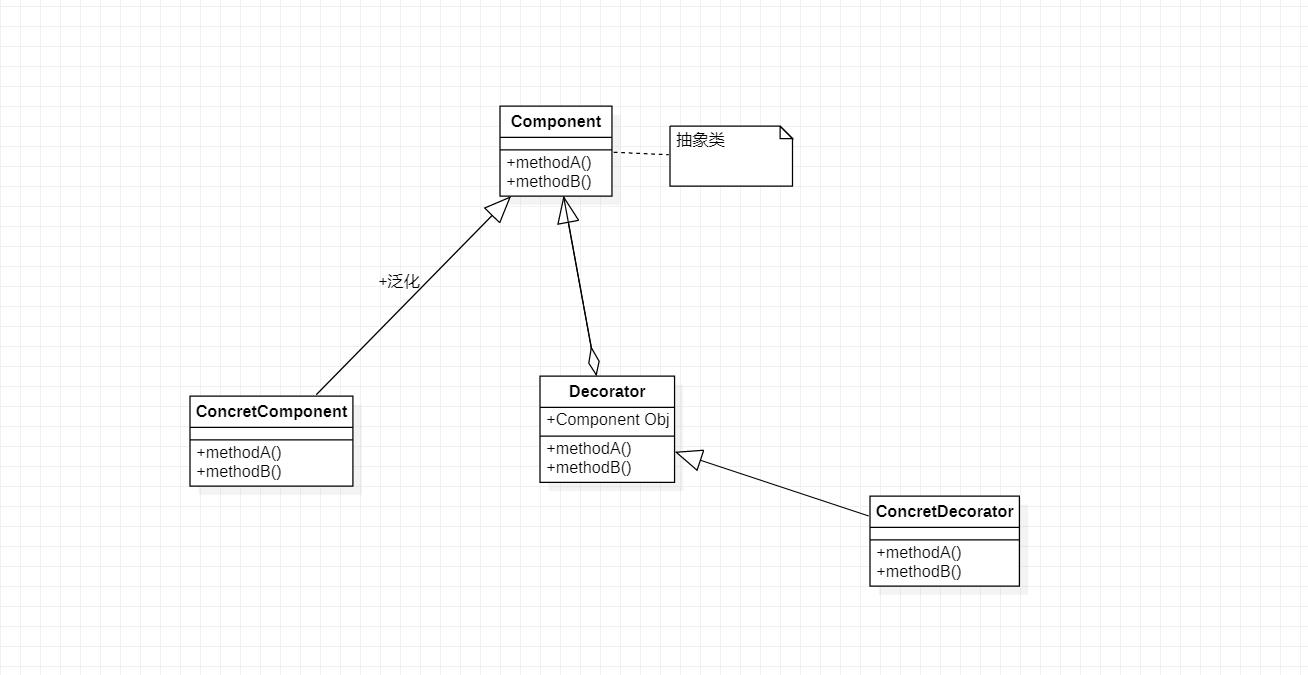 Component
+methodA()
+methodB()
抽象类
+泛化
ConcretComponent
+methodA()
+methodB()
Decorator
+Component Obj
+methodA()
+methodB()
ConcretDecorator
+methodA()
+methodB()